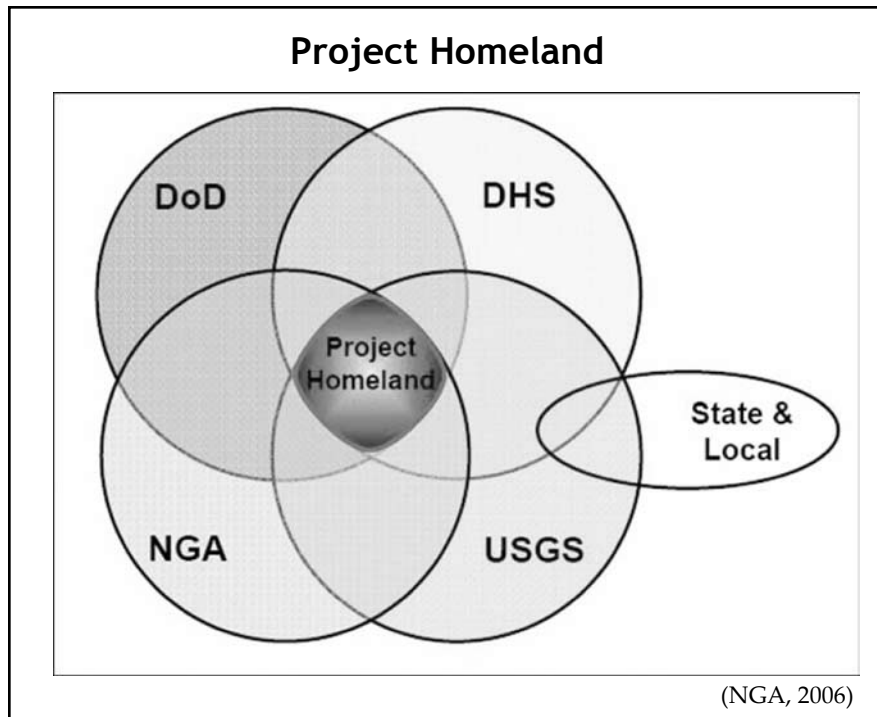 Project Homeland
DoD
DHS
Project
Homeland
State &
Local
NGA
USGS
(NGA, 2006)